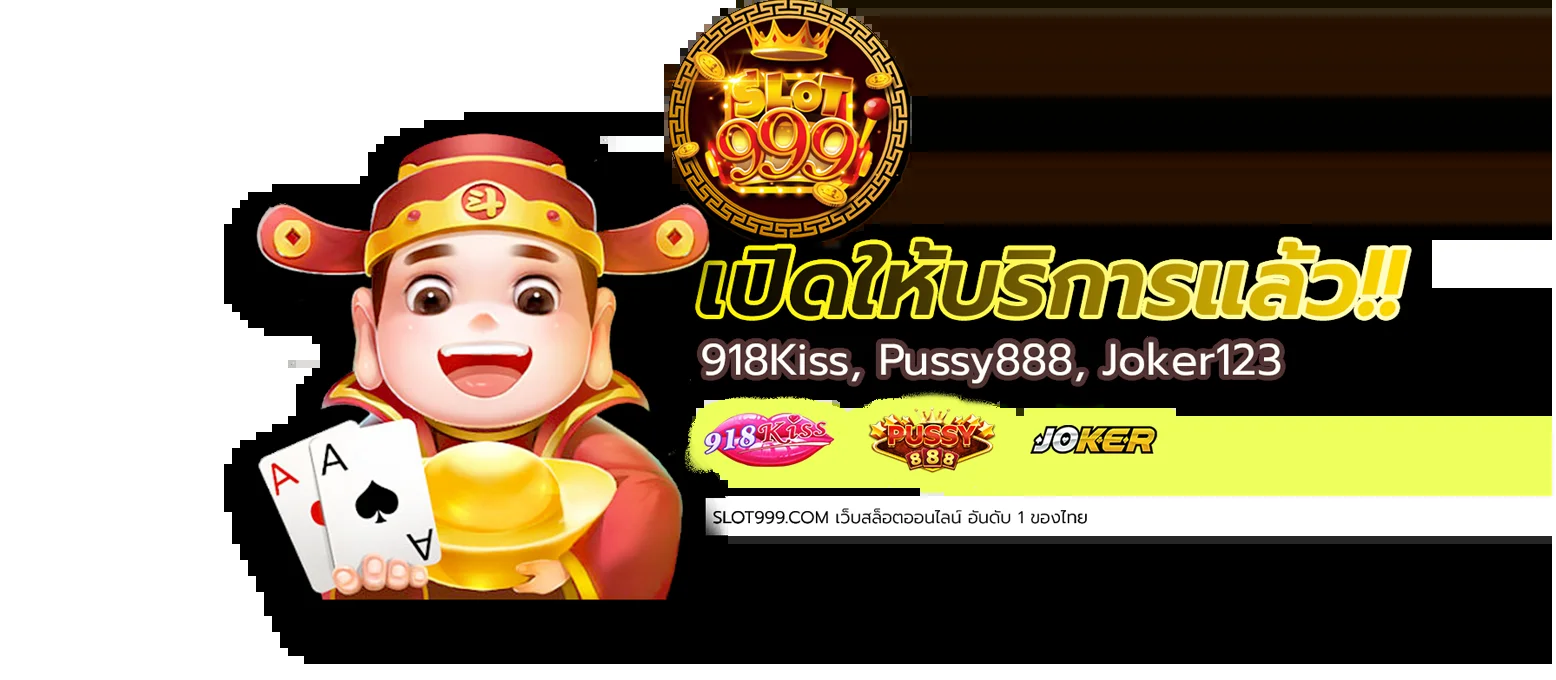 SLOT
999
เปิดให้บริการแล้ว!!
918Kiss, Pussy888, Joker123
918Kiss PUSSY 888 JOKER
SLOT999.COM เว็บสล็อตออนไลน์ อันดับ 1 ของไทย
A A
A